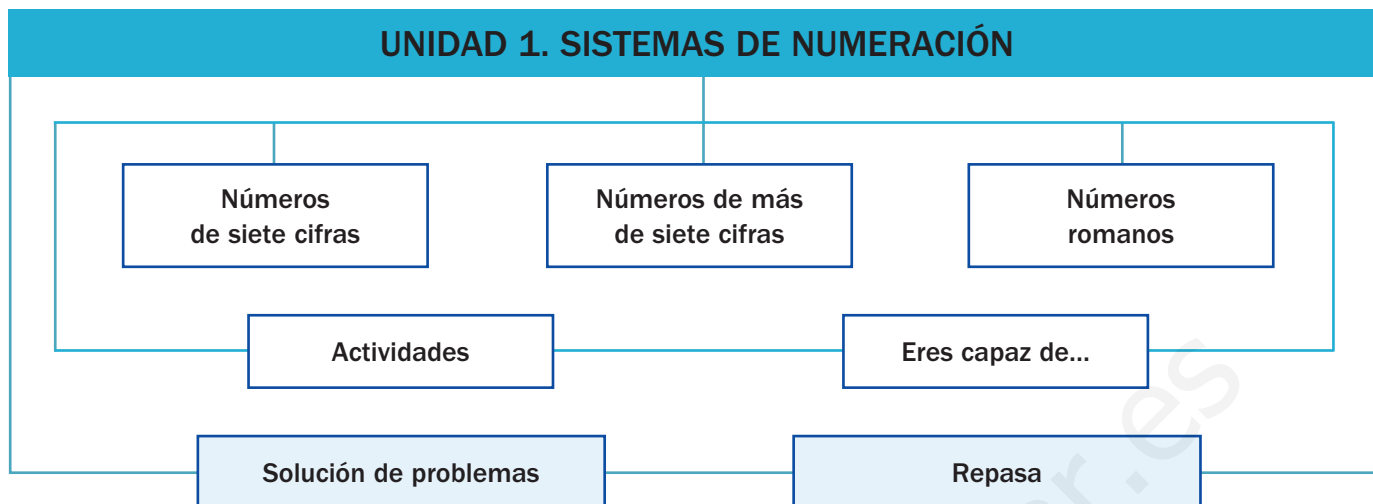 UNIDAD 1. SISTEMAS DE NUMERACIÓN
Números
de siete cifras
Números de más
de siete cifras
Números
romanos
Actividades
Eres capaz de...
Solución de problemas
Repasa